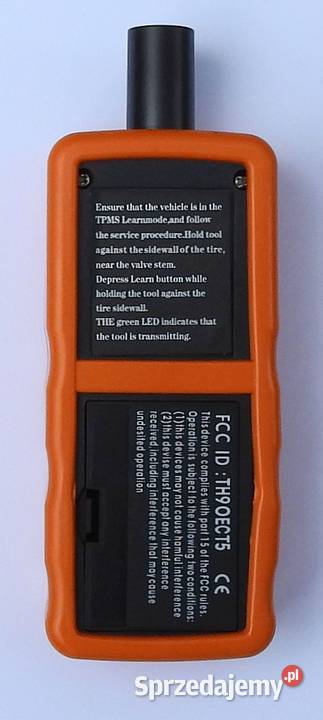 Ensure that the vehicle is in the
TPMS Learnmode,and follow
the service procedure.Hold tool
against the sidewall of the tire,
near the valve stem.
Depress Learn button while
holding the tool against the
tire sidewall.
THE green LED indicates that
the tool is transmitting.
FCC ID : TH9OECT5 CE
This device complies with part 15 of the FCC rules.
Operation is subject to the following two conditions:
(1)This devices may not cause hamful interference
(2)This device must accept any interference
received,including interference that may cause
undesiled operation
Sprzedajemy.pl